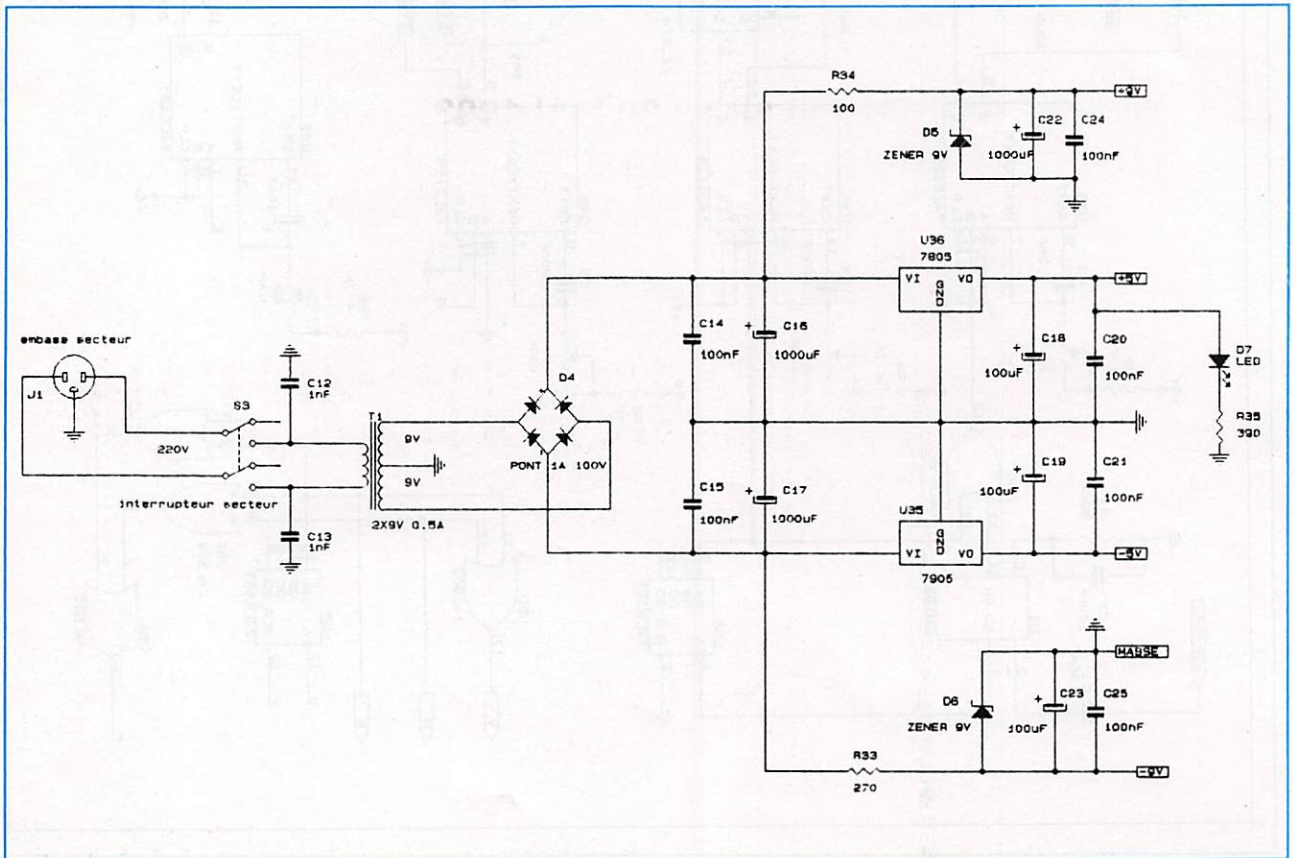 embase secteur
J1
220V
S3
interrupteur secteur
C12
1nF
C13
1nF
T1
9V
9V
2X9V 0.5A
D4
PONT 1A 100V
C14
100nF
C15
100nF
C16
1000uF
C17
1000uF
R34
100
D5
ZENER 9V
C22
1000uF
C24
100nF
+9V
U36
7805
VI
GND
VO
+5V
C18
100uF
C20
100nF
D7
LED
R35
390
C19
100uF
C21
100nF
U35
GND
VI
VO
7905
-5V
MASSE
D6
ZENER 9V
C23
100uF
C25
100nF
R33
270
-9V